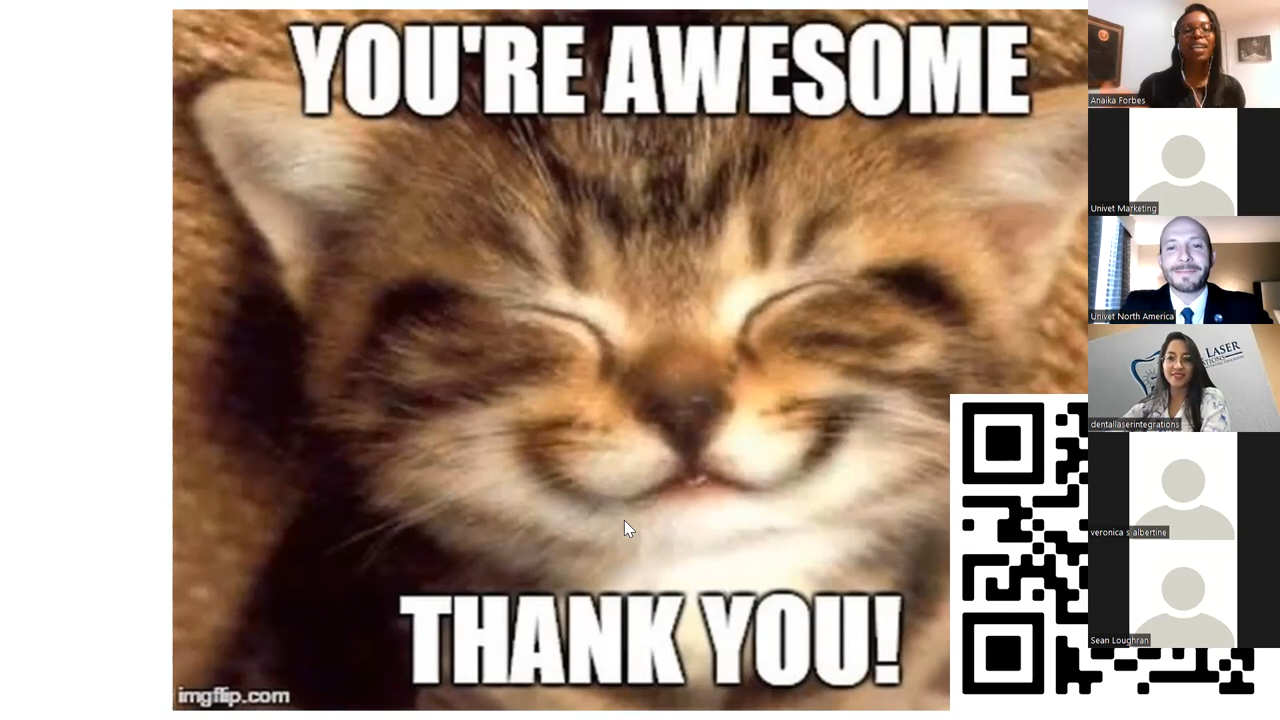 YOU'RE AWESOME
THANK YOU!
imgflip.com
Anaika Forbes
Univet Marketing
Univet North America
LASER
dentallaserintegrations
veronica s albertine
Sean Loughran